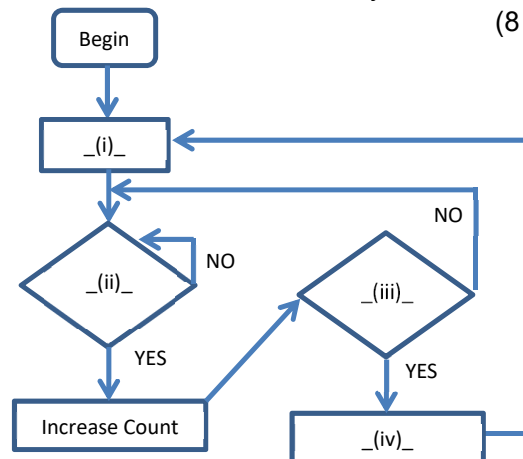 (8
Begin
_(i)_
NO
_(ii)_
NO
_(iii)_
YES
YES
Increase Count
_(iv)_